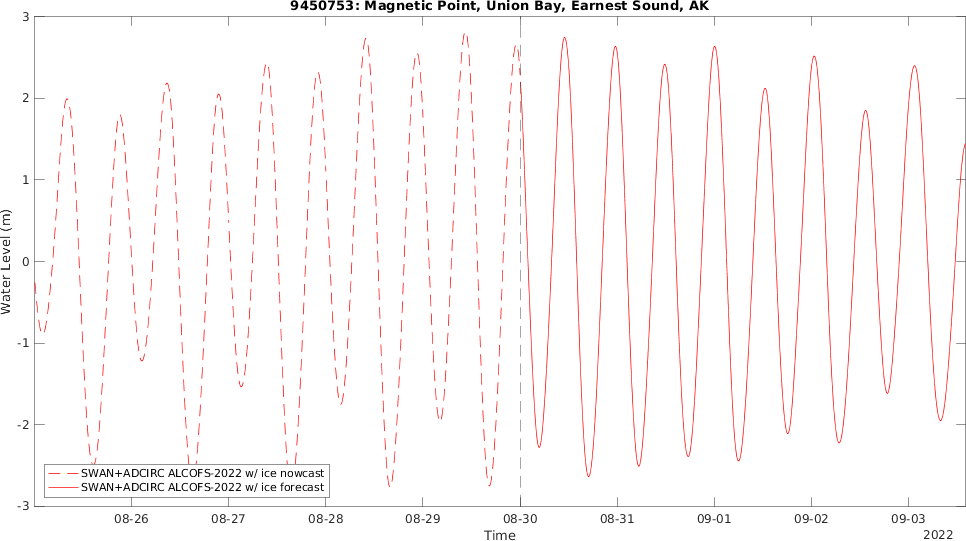 9450753: Magnetic Point, Union Bay, Earnest Sound, AK
3
2
1
0
-1
-2
-3
Water Level (m)
SWAN+ADCIRC ALCOFS-2022 w/ ice nowcast
SWAN+ADCIRC ALCOFS-2022 w/ ice forecast
08-26 08-27 08-28 08-29 08-30 08-31 09-01 09-02 09-03
Time
2022